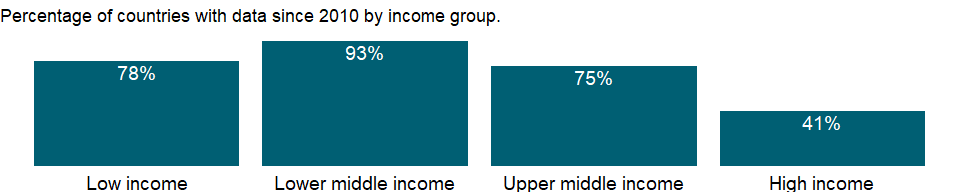 Percentage of countries with data since 2010 by income group.
78%
93%
75%
41%
Low income
Lower middle income
Upper middle income
High income